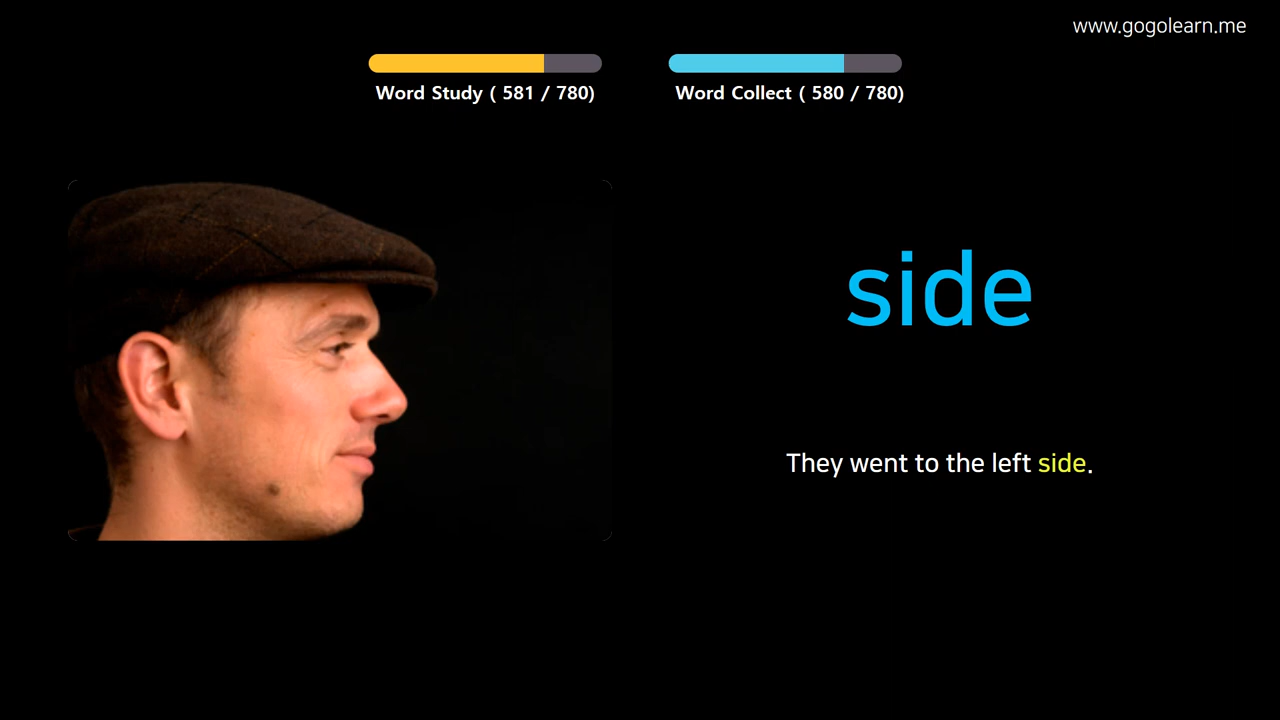 www.gogolearn.me
Word Study ( 581 / 780)
Word Collect ( 580 / 780)
side
They went to the left side.